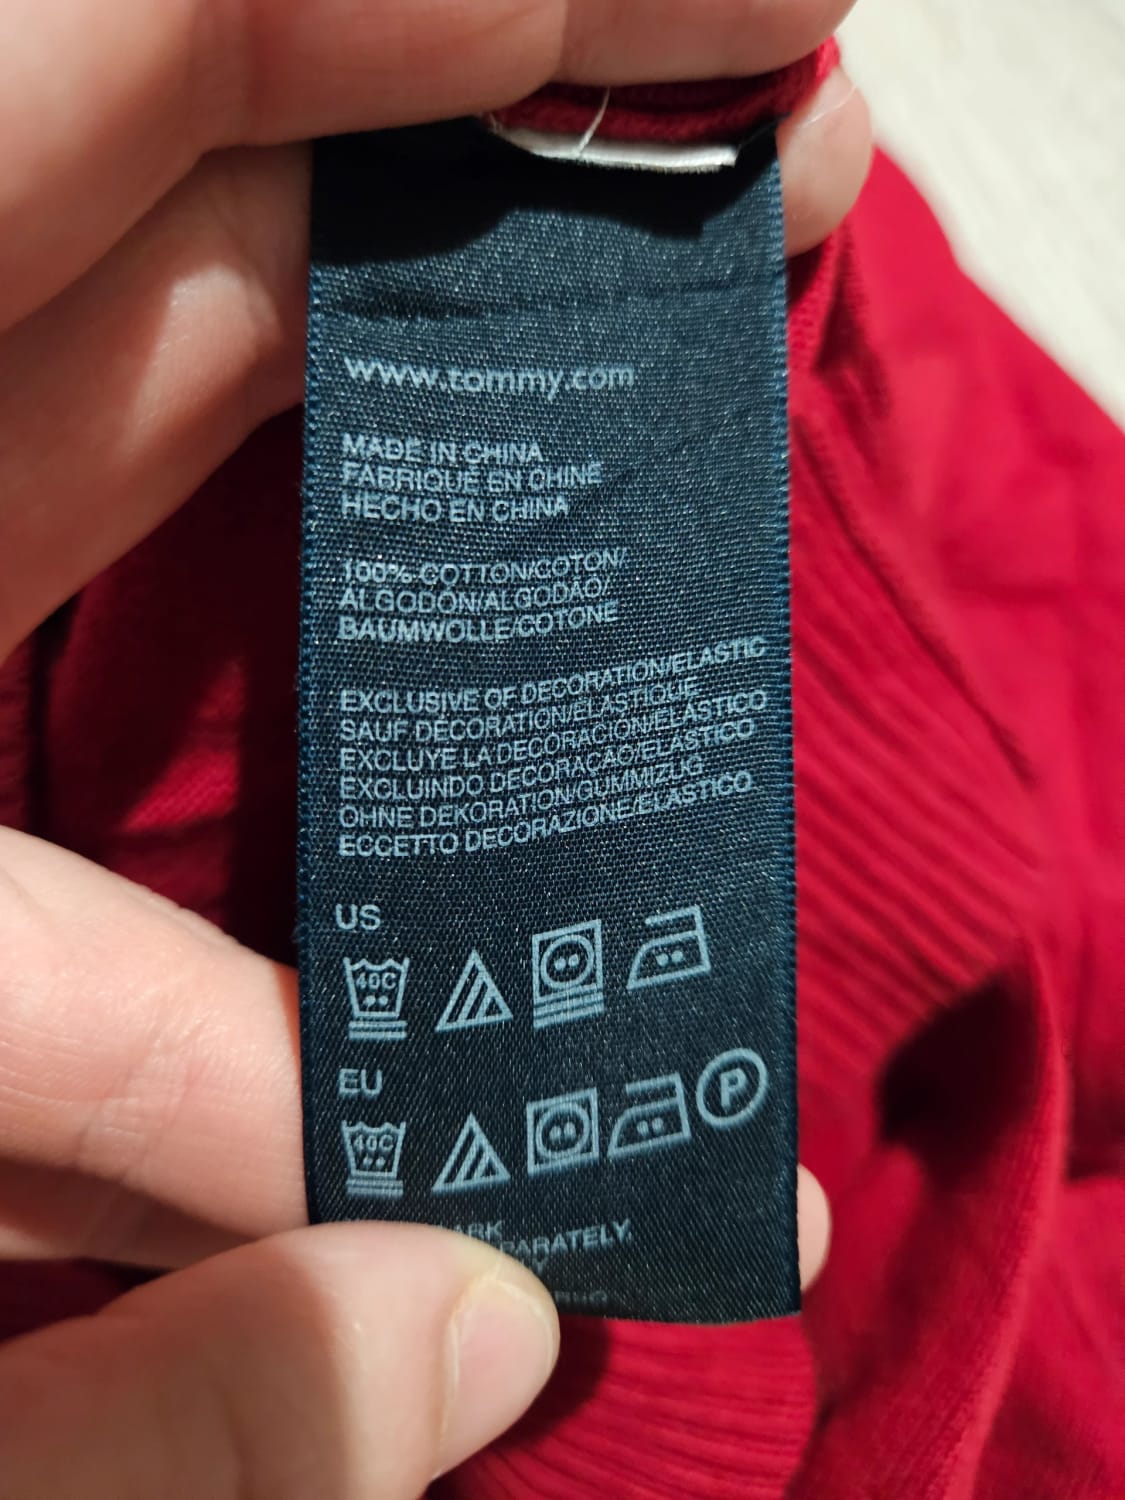 www.tommy.com
MADE IN CHINA
FABRIQUÉ EN CHINE
HECHO EN CHINA
100% COTTON/COTON/
ALGODÓN/ALGODÃO/
BAUMWOLLE/COTONE
EXCLUSIVE OF DECORATION/ELASTIC
SAUF DÉCORATION/ÉLASTIQUE
EXCLUYE LA DECORACIÓN/ELÁSTICO
EXCLUINDO DECORAÇÃO/ELÁSTICO
OHNE DEKORATION/GUMMIZUG
ECCETTO DECORAZIONE/ELASTICO
US
40C
EU
40C
P